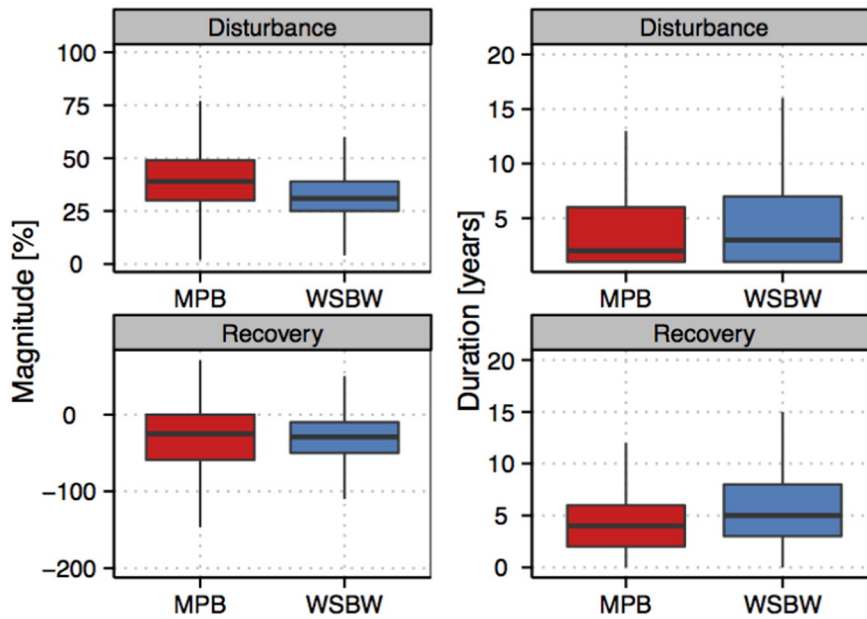 Disturbance
Magnitude [%]
100
75
50
25
0
MPB WSBW
Recovery
0
−100
−200
MPB WSBW
Disturbance
Duration [years]
20
15
10
5
MPB WSBW
Recovery
20
15
10
5
0
MPB WSBW